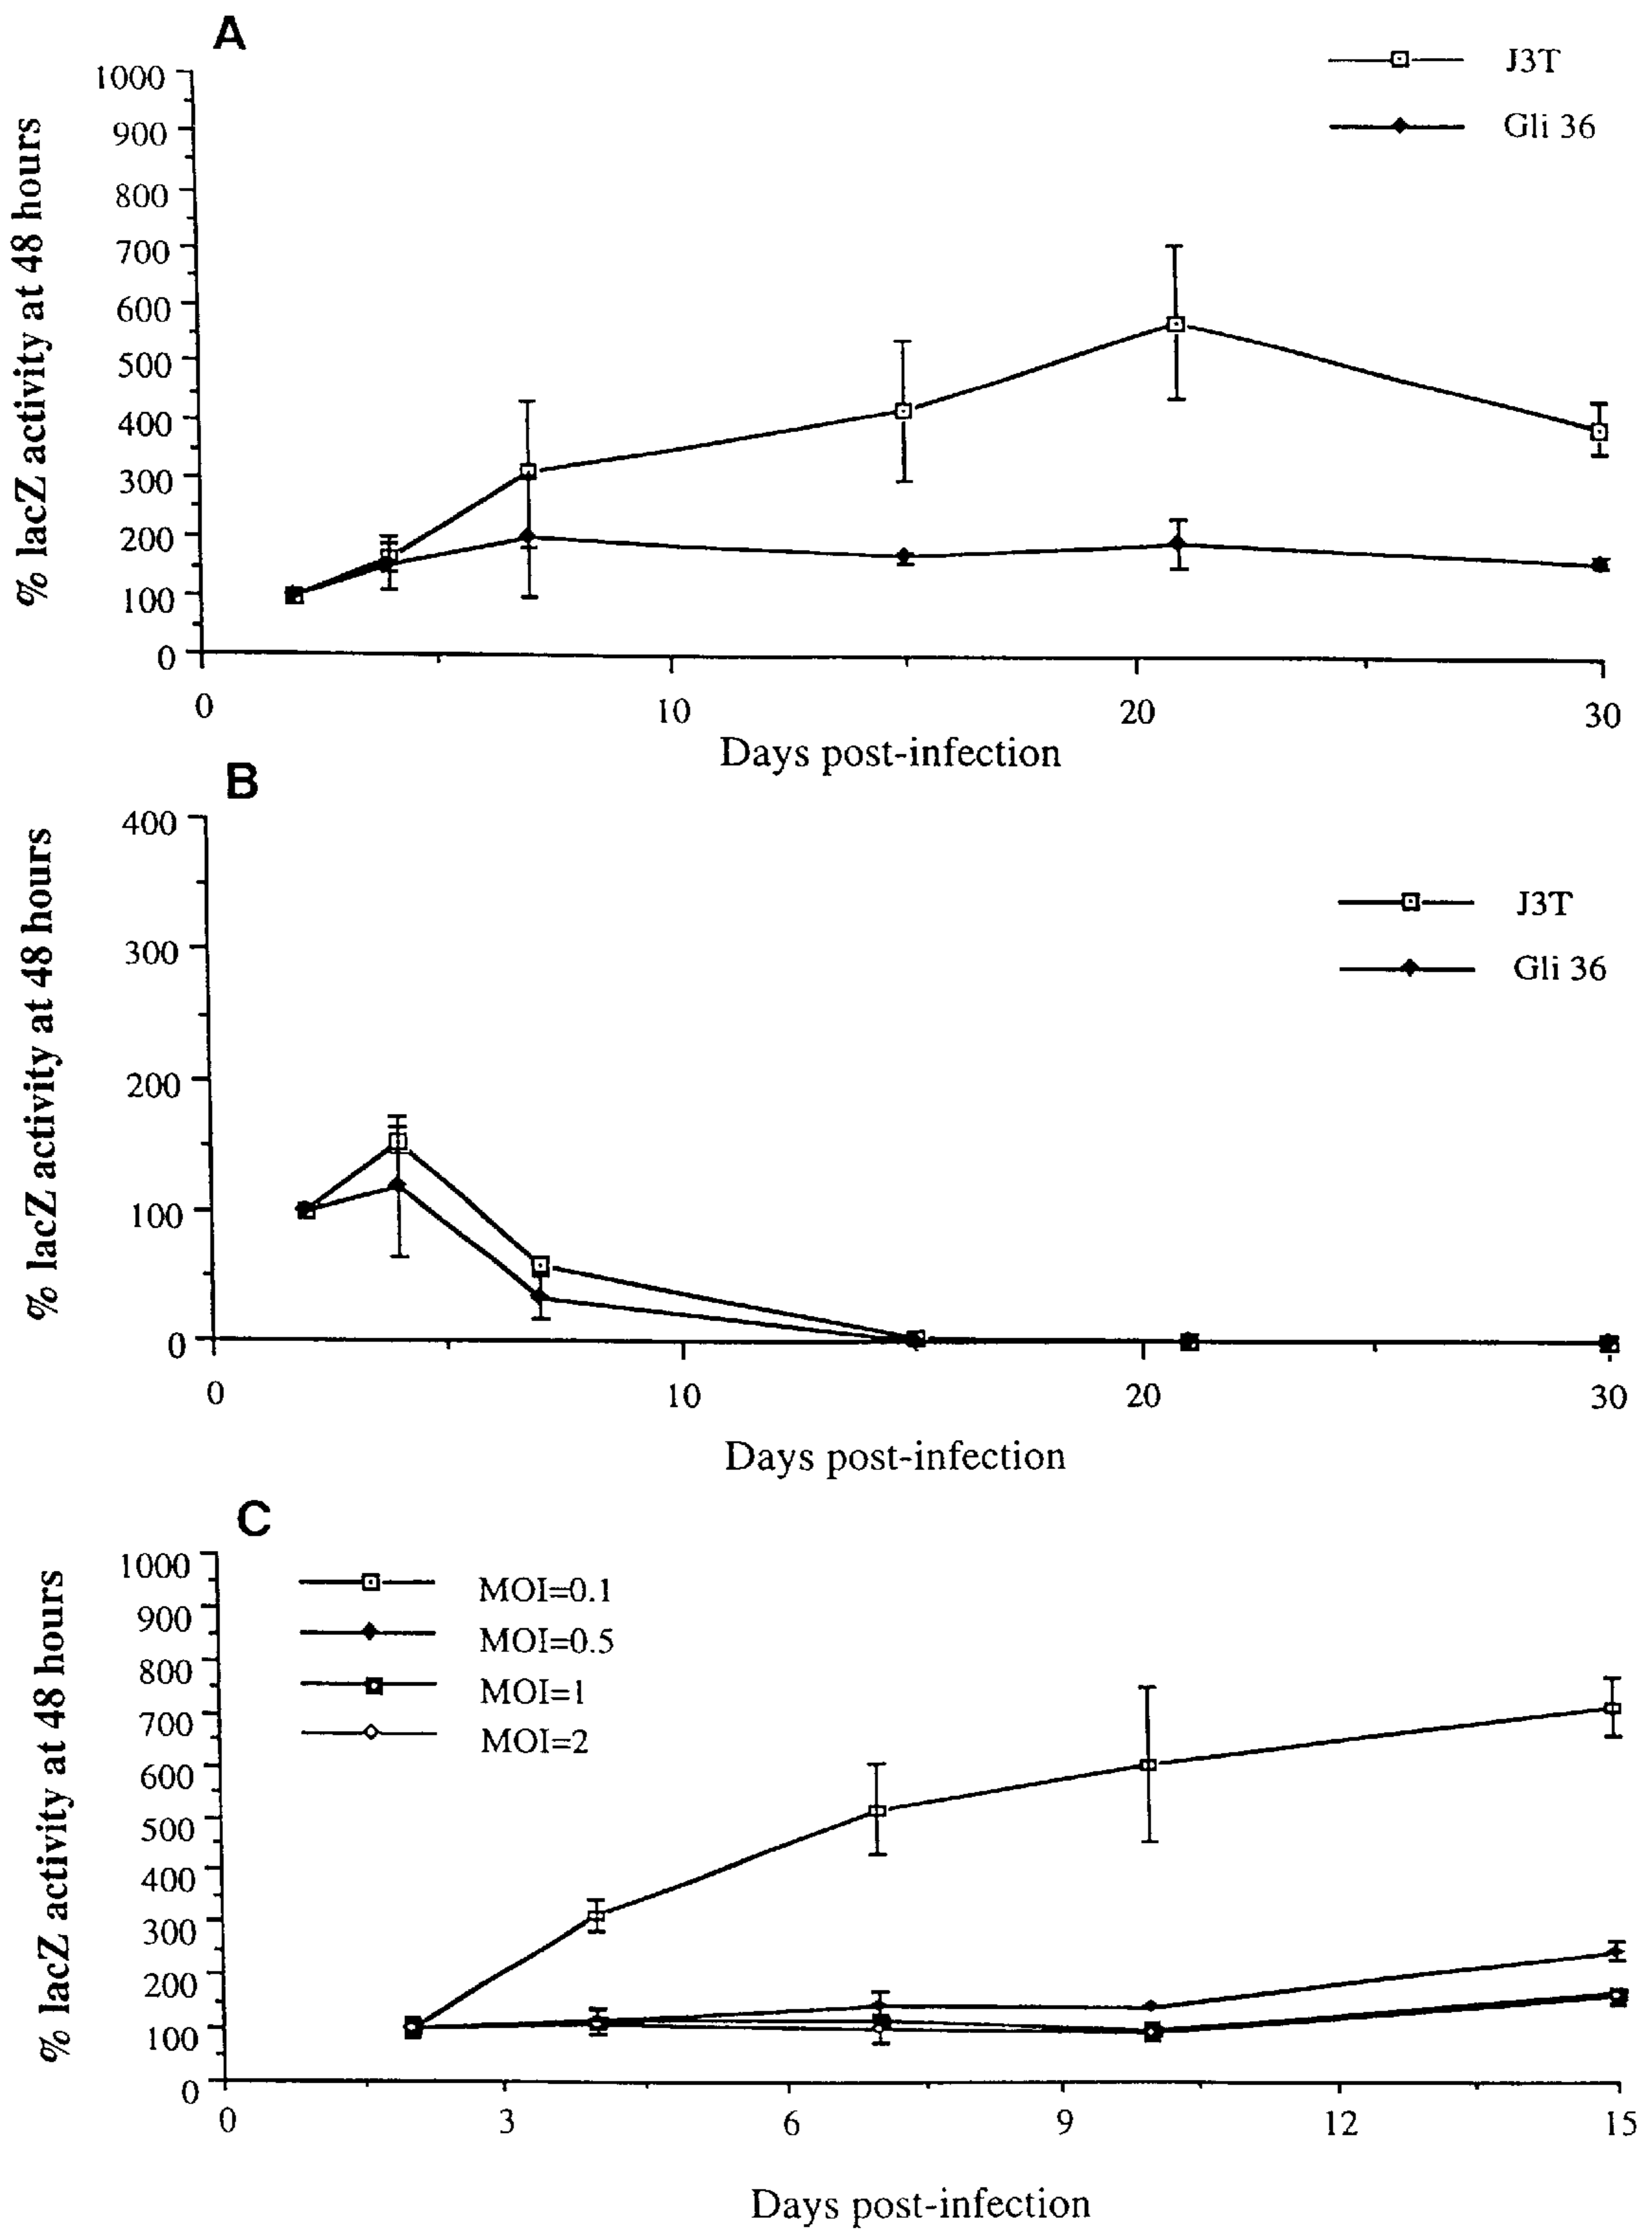 A
J3T
Gli 36
1000
900
800
700
600
500
400
300
200
100
0
% lacZ activity at 48 hours
0 10 20 30
Days post-infection
B
J3T
Gli 36
400
300
200
100
0
% lacZ activity at 48 hours
0 10 20 30
Days post-infection
C
MOI=0.1
MOI=0.5
MOI=1
MOI=2
1000
900
800
700
600
500
400
300
200
100
0
% lacZ activity at 48 hours
0 3 6 9 12 15
Days post-infection